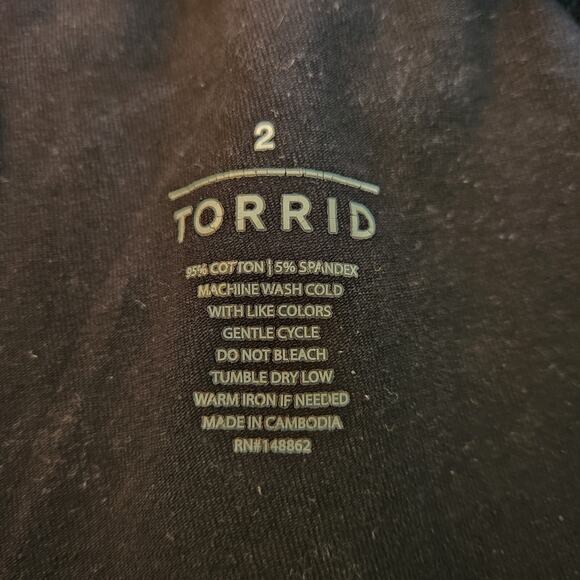 2
TORRID
95% COTTON | 5% SPANDEX
MACHINE WASH COLD
WITH LIKE COLORS
GENTLE CYCLE
DO NOT BLEACH
TUMBLE DRY LOW
WARM IRON IF NEEDED
MADE IN CAMBODIA
RN#148862